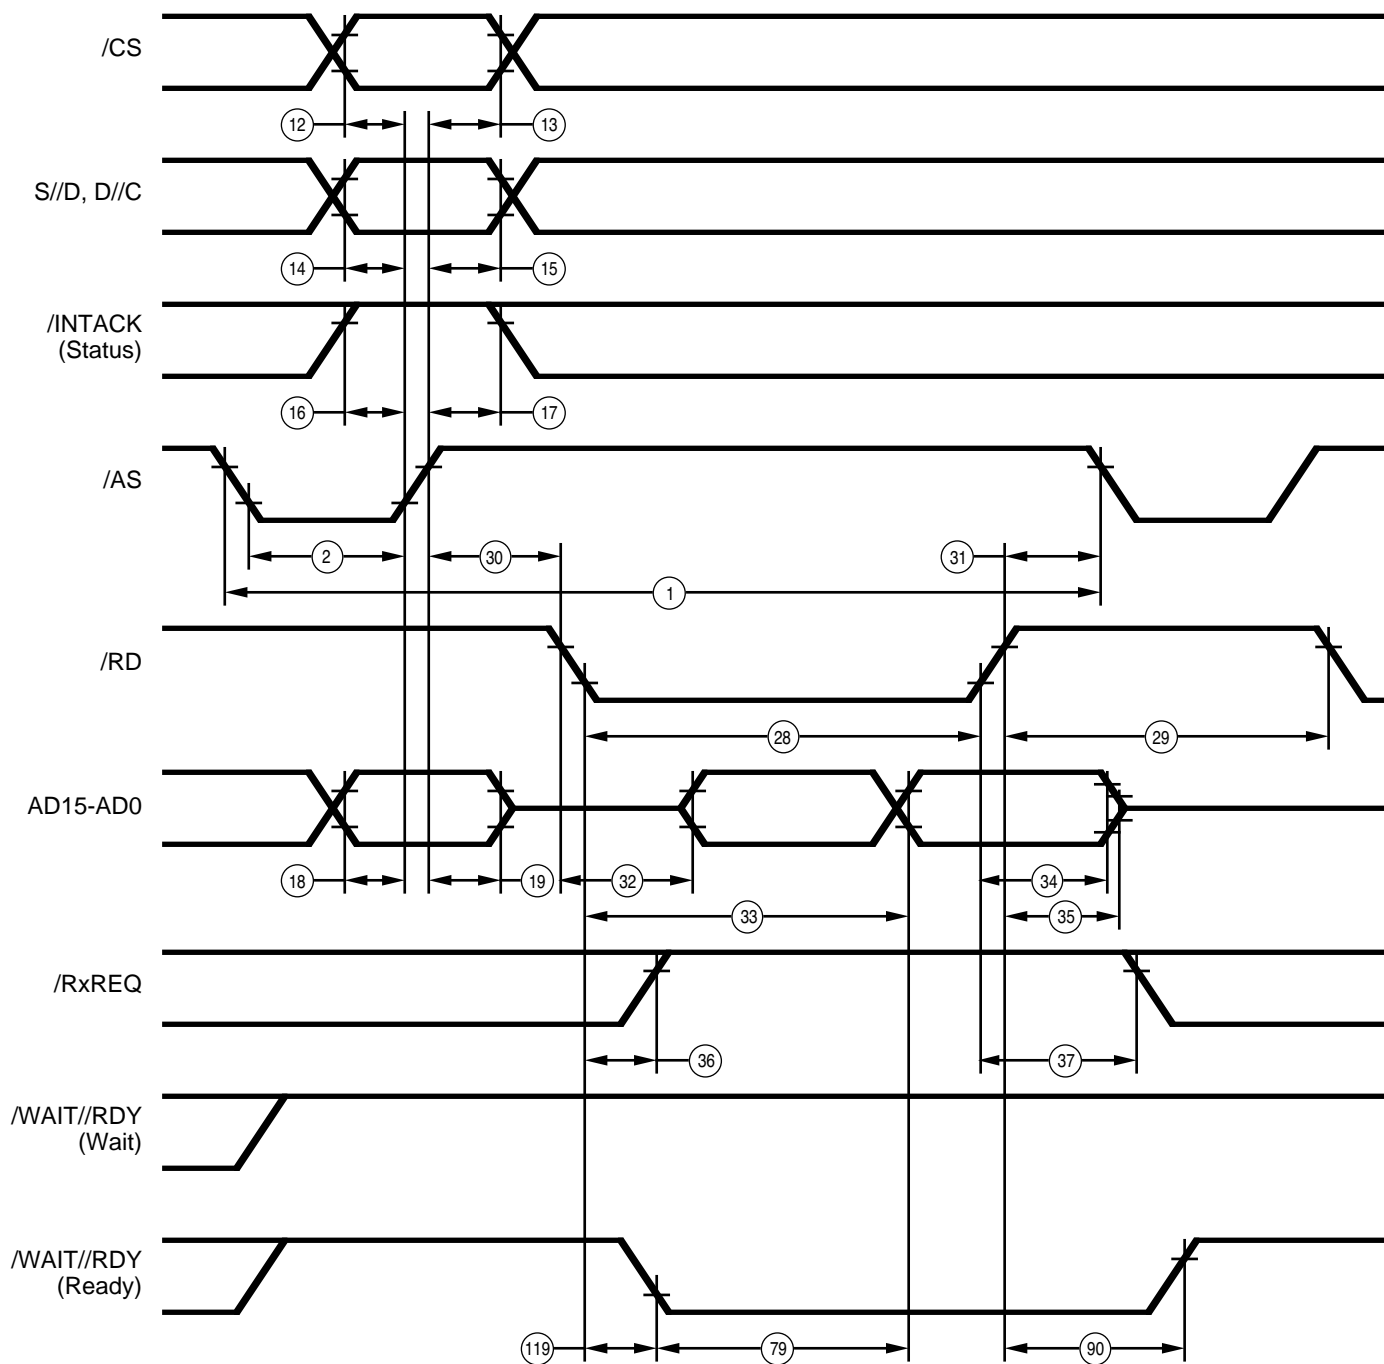 /CS
12
13
S//D, D//C
14
15
/INTACK
(Status)
16
17
/AS
2
30
31
1
/RD
28
29
AD15-AD0
18
19
32
34
33
35
/RxREQ
36
37
/WAIT//RDY
(Wait)
/WAIT//RDY
(Ready)
119
79
90